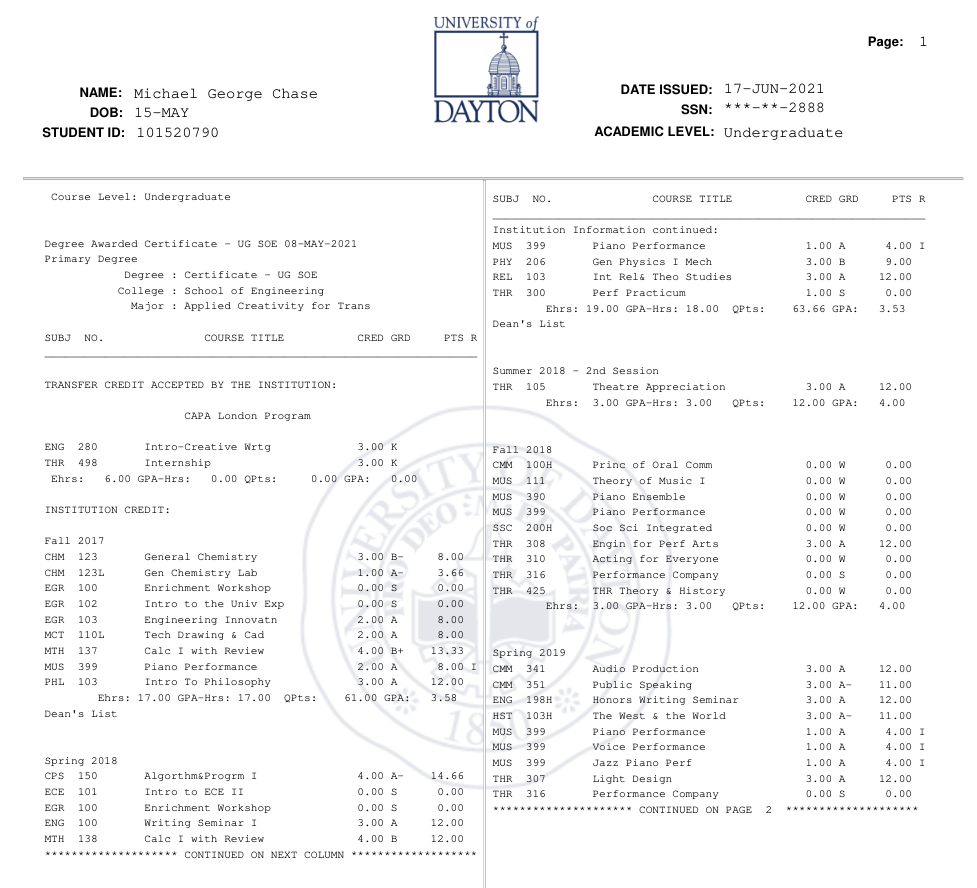 UNIVERSITY of
DAYTON
Page: 1
NAME: Michael George Chase
DOB: 15-MAY
STUDENT ID: 101520790
DATE ISSUED: 17-JUN-2021
SSN: ***-**-2888
ACADEMIC LEVEL: Undergraduate
Course Level: Undergraduate
Degree Awarded Certificate - UG SOE 08-MAY-2021
Primary Degree
Degree : Certificate - UG SOE
College : School of Engineering
Major : Applied Creativity for Trans
SUBJ NO. COURSE TITLE CRED GRD PTS R
TRANSFER CREDIT ACCEPTED BY THE INSTITUTION:
CAPA London Program
ENG 280 Intro-Creative Wrtg 3.00 K
THR 498 Internship 3.00 K
Ehrs: 6.00 GPA-Hrs: 0.00 QPts: 0.00 GPA: 0.00
INSTITUTION CREDIT:
Fall 2017
CHM 123 General Chemistry 3.00 B- 8.00
CHM 123L Gen Chemistry Lab 1.00 A- 3.66
EGR 100 Enrichment Workshop 0.00 S 0.00
EGR 102 Intro to the Univ Exp 0.00 S 0.00
EGR 103 Engineering Innovatn 2.00 A 8.00
MCT 110L Tech Drawing & Cad 2.00 A 8.00
MTH 137 Calc I with Review 4.00 B+ 13.33
MUS 399 Piano Performance 2.00 A 8.00 I
PHL 103 Intro To Philosophy 3.00 A 12.00
Ehrs: 17.00 GPA-Hrs: 17.00 QPts: 61.00 GPA: 3.58
Dean's List
Spring 2018
CPS 150 Algorthm&Progrm I 4.00 A- 14.66
ECE 101 Intro to ECE II 0.00 S 0.00
EGR 100 Enrichment Workshop 0.00 S 0.00
ENG 100 Writing Seminar I 3.00 A 12.00
MTH 138 Calc I with Review 4.00 B 12.00
******************** CONTINUED ON NEXT COLUMN *******************
SUBJ NO. COURSE TITLE CRED GRD PTS R
Institution Information continued:
MUS 399 Piano Performance 1.00 A 4.00 I
PHY 206 Gen Physics I Mech 3.00 B 9.00
REL 103 Int Rel& Theo Studies 3.00 A 12.00
THR 300 Perf Practicum 1.00 S 0.00
Ehrs: 19.00 GPA-Hrs: 18.00 QPts: 63.66 GPA: 3.53
Dean's List
Summer 2018 - 2nd Session
THR 105 Theatre Appreciation 3.00 A 12.00
Ehrs: 3.00 GPA-Hrs: 3.00 QPts: 12.00 GPA: 4.00
Fall 2018
CMM 100H Princ of Oral Comm 0.00 W 0.00
MUS 111 Theory of Music I 0.00 W 0.00
MUS 390 Piano Ensemble 0.00 W 0.00
MUS 399 Piano Performance 0.00 W 0.00
SSC 200H Soc Sci Integrated 0.00 W 0.00
THR 308 Engin for Perf Arts 3.00 A 12.00
THR 310 Acting for Everyone 0.00 W 0.00
THR 316 Performance Company 0.00 S 0.00
THR 425 THR Theory & History 0.00 W 0.00
Ehrs: 3.00 GPA-Hrs: 3.00 QPts: 12.00 GPA: 4.00
Spring 2019
CMM 341 Audio Production 3.00 A 12.00
CMM 351 Public Speaking 3.00 A- 11.00
ENG 198H Honors Writing Seminar 3.00 A 12.00
HST 103H The West & the World 3.00 A- 11.00
MUS 399 Piano Performance 1.00 A 4.00 I
MUS 399 Voice Performance 1.00 A 4.00 I
MUS 399 Jazz Piano Perf 1.00 A 4.00 I
THR 307 Light Design 3.00 A 12.00
THR 316 Performance Company 0.00 S 0.00
********************* CONTINUED ON PAGE 2 ********************
UNIVERSITY OF DAYTON
PRO DEO ET PATRIA
1850